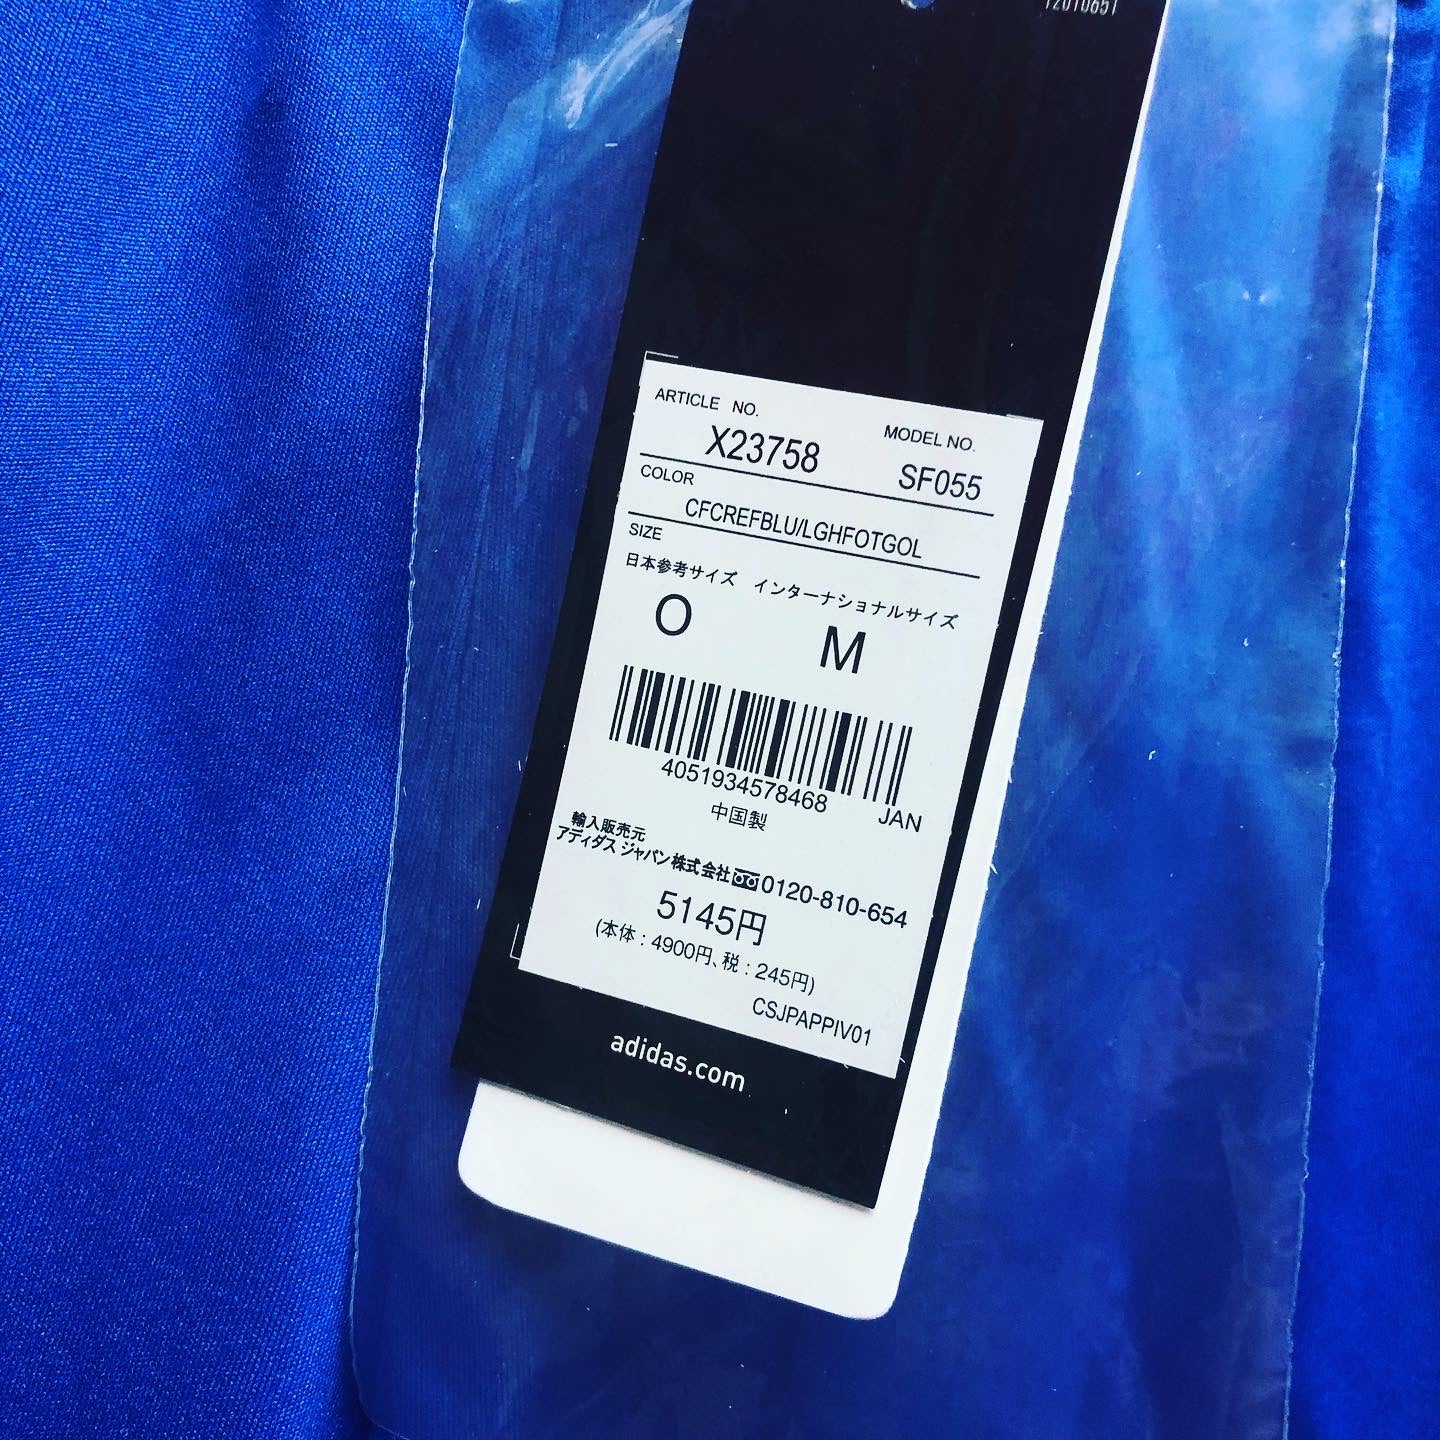 ARTICLE NO. MODEL NO.
X23758 SF055
COLOR
CFCREFBLU/LGHFOTGOL
SIZE
日本参考サイズ インターナショナルサイズ
O M
4051934578468 JAN
中国製
輸入販売元
アディダス ジャパン株式会社 0120-810-654
5145円
(本体：4900円、税：245円)
CSJPAPPIV01
adidas.com